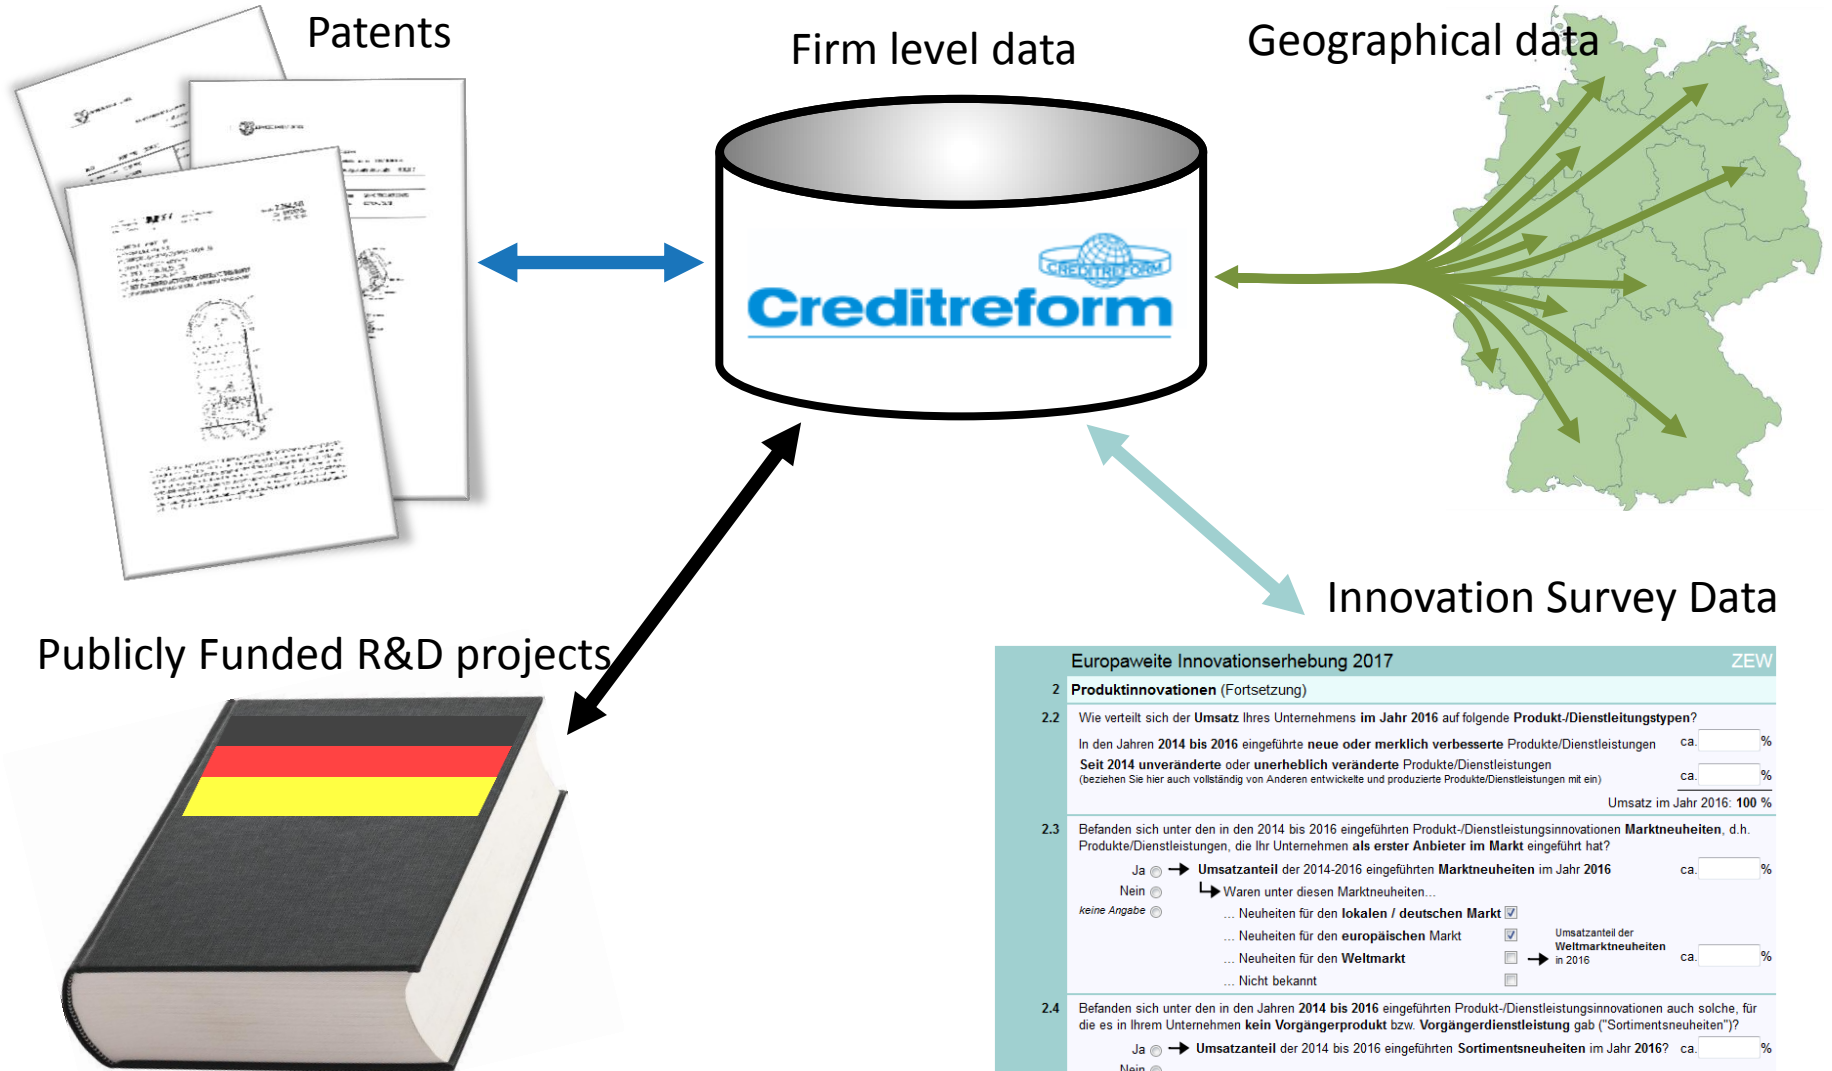 Patents
Firm level data
Geographical data
CREDITREFORM
Creditreform
Innovation Survey Data
Publicly Funded R&D projects
Europaweite Innovationserhebung 2017 ZEW
2 Produktinnovationen (Fortsetzung)
2.2 Wie verteilt sich der Umsatz Ihres Unternehmens im Jahr 2016 auf folgende Produkt-/Dienstleitungstypen?
In den Jahren 2014 bis 2016 eingeführte neue oder merklich verbesserte Produkte/Dienstleistungen ca. %
Seit 2014 unveränderte oder unerheblich veränderte Produkte/Dienstleistungen
(beziehen Sie hier auch vollständig von Anderen entwickelte und produzierte Produkte/Dienstleistungen mit ein) ca. %
Umsatz im Jahr 2016: 100 %
2.3 Befanden sich unter den in den 2014 bis 2016 eingeführten Produkt-/Dienstleistungsinnovationen Marktneuheiten, d.h.
Produkte/Dienstleistungen, die Ihr Unternehmen als erster Anbieter im Markt eingeführt hat?
Ja Umsatzanteil der 2014-2016 eingeführten Marktneuheiten im Jahr 2016 ca. %
Nein Waren unter diesen Marktneuheiten...
keine Angabe ... Neuheiten für den lokalen / deutschen Markt
... Neuheiten für den europäischen Markt
Umsatzanteil der
Weltmarktneuheiten
in 2016 ca. %
... Neuheiten für den Weltmarkt
... Nicht bekannt
2.4 Befanden sich unter den in den Jahren 2014 bis 2016 eingeführten Produkt-/Dienstleistungsinnovationen auch solche, für
die es in Ihrem Unternehmen kein Vorgängerprodukt bzw. Vorgängerdienstleistung gab ("Sortimentsneuheiten")?
Ja Umsatzanteil der 2014 bis 2016 eingeführten Sortimentsneuheiten im Jahr 2016? ca. %
Nein